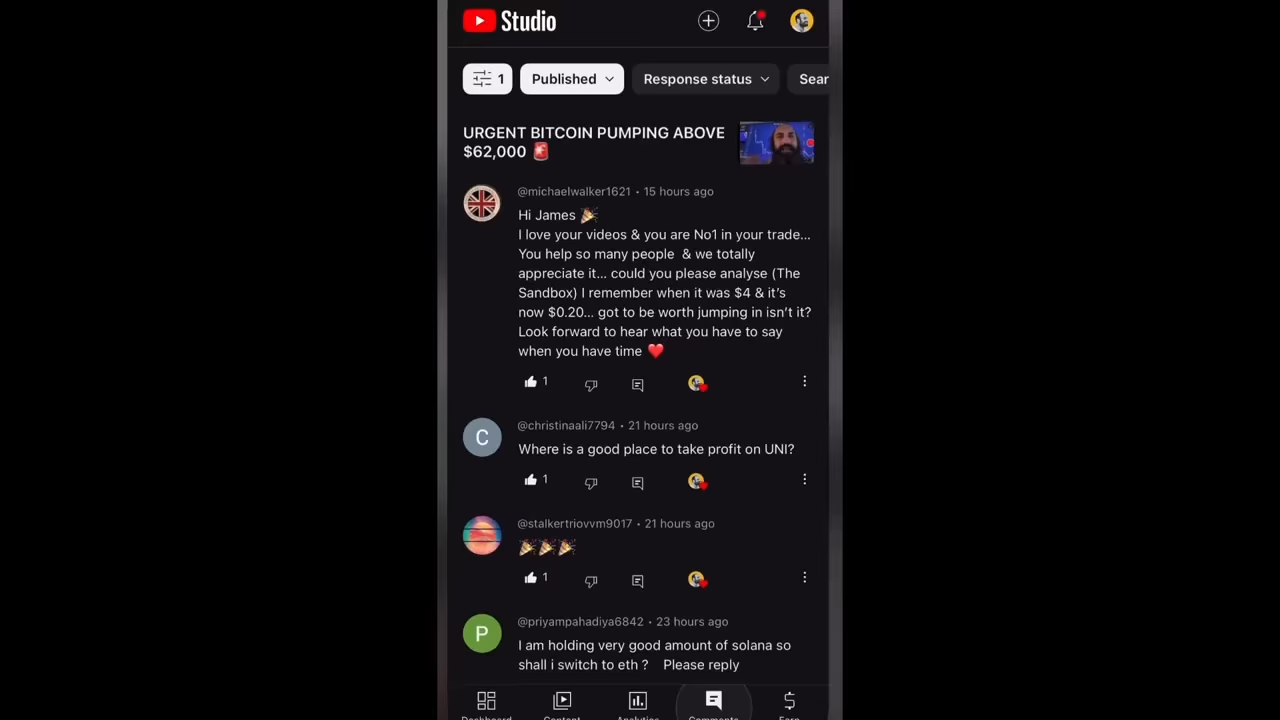 Studio
1
Published
Response status
Sear
URGENT BITCOIN PUMPING ABOVE
$62,000 🚨
@michaelwalker1621 • 15 hours ago
Hi James 🎉
I love your videos & you are No1 in your trade...
You help so many people & we totally
appreciate it... could you please analyse (The
Sandbox) I remember when it was $4 & it's
now $0.20... got to be worth jumping in isn't it?
Look forward to hear what you have to say
when you have time ❤️
1
C
@christinaali7794 • 21 hours ago
Where is a good place to take profit on UNI?
1
@stalkertriovvm9017 • 21 hours ago
🎉🎉🎉
1
P
@priyampahadiya6842 • 23 hours ago
I am holding very good amount of solana so
shall i switch to eth ? Please reply
Dashboard
Content
Analytics
Comments
Earn